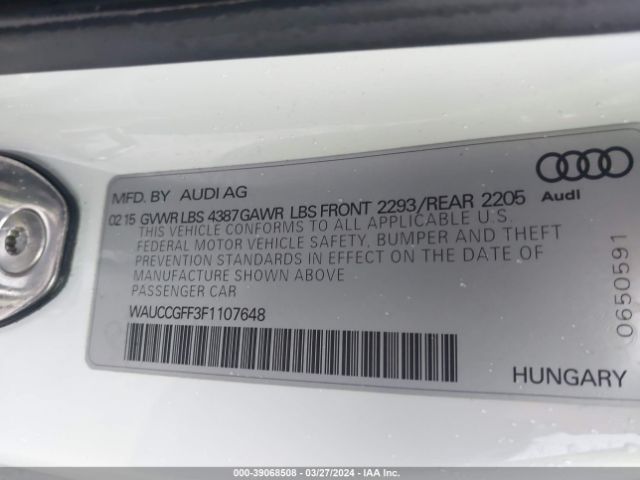 MFD. BY AUDI AG
Audi
02 15 GVWR LBS 4387 GAWR LBS FRONT 2293/REAR 2205
THIS VEHICLE CONFORMS TO ALL APPLICABLE U.S.
FEDERAL MOTOR VEHICLE SAFETY, BUMPER AND THEFT
PREVENTION STANDARDS IN EFFECT ON THE DATE OF
MANUFACTURE SHOWN ABOVE
PASSENGER CAR
WAUCCGFF3F1107648
0650591
HUNGARY
000-39068508 | 03/27/2024 | IAA Inc.